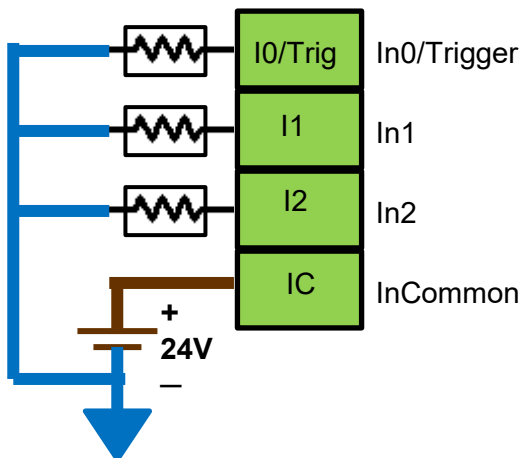 I0/Trig In0/Trigger
I1 In1
I2 In2
IC InCommon
+
24V
–